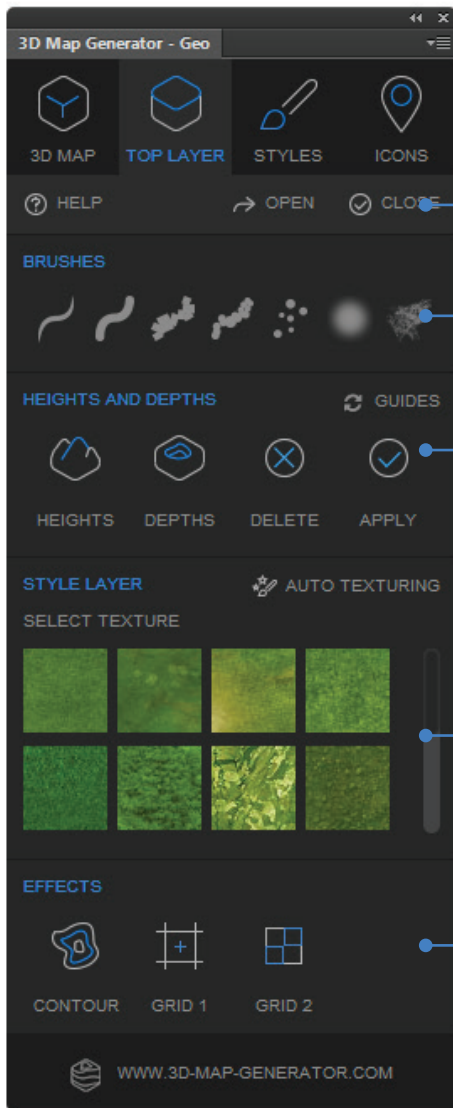 3D Map Generator - Geo
3D MAP TOP LAYER STYLES ICONS
HELP OPEN CLOSE
BRUSHES
HEIGHTS AND DEPTHS GUIDES
HEIGHTS DEPTHS DELETE APPLY
STYLE LAYER AUTO TEXTURING
SELECT TEXTURE
EFFECTS
CONTOUR GRID 1 GRID 2
WWW.3D-MAP-GENERATOR.COM